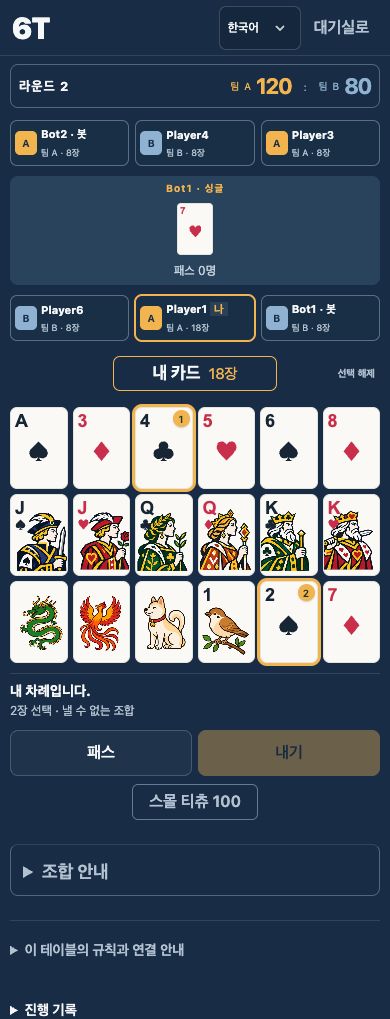 6T
한국어
대기실로
라운드 2
팀 A 120 : 팀 B 80
A Bot2 · 봇
팀 A · 8장
B Player4
팀 B · 8장
A Player3
팀 A · 8장
Bot1 · 싱글
7
패스 0명
B Player6
팀 B · 8장
A Player1 나
팀 A · 18장
B Bot1 · 봇
팀 B · 8장
내 카드 18장
선택 해제
A 3 4 1 5 6 8
J J Q Q K K
1 2 2 7
내 차례입니다.
2장 선택 · 낼 수 없는 조합
패스
내기
스몰 티츄 100
▶ 조합 안내
▶ 이 테이블의 규칙과 연결 안내
▶ 진행 기록